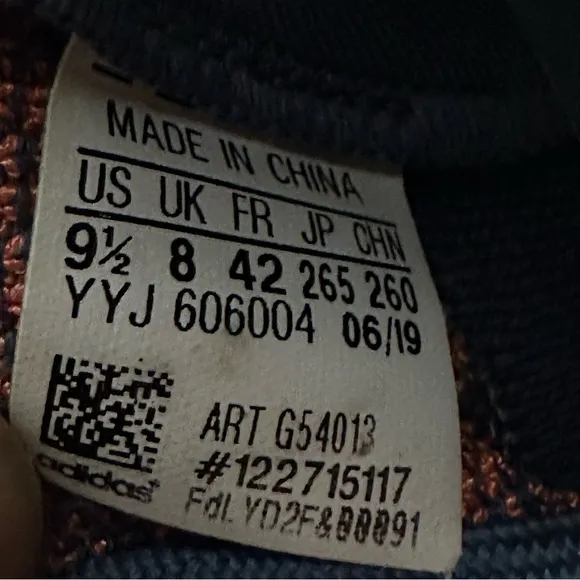 MADE IN CHINA
US UK FR JP CHN
9½ 8 42 265 260
YYJ 606004 06/19
ART G54013
#122715117
adidas